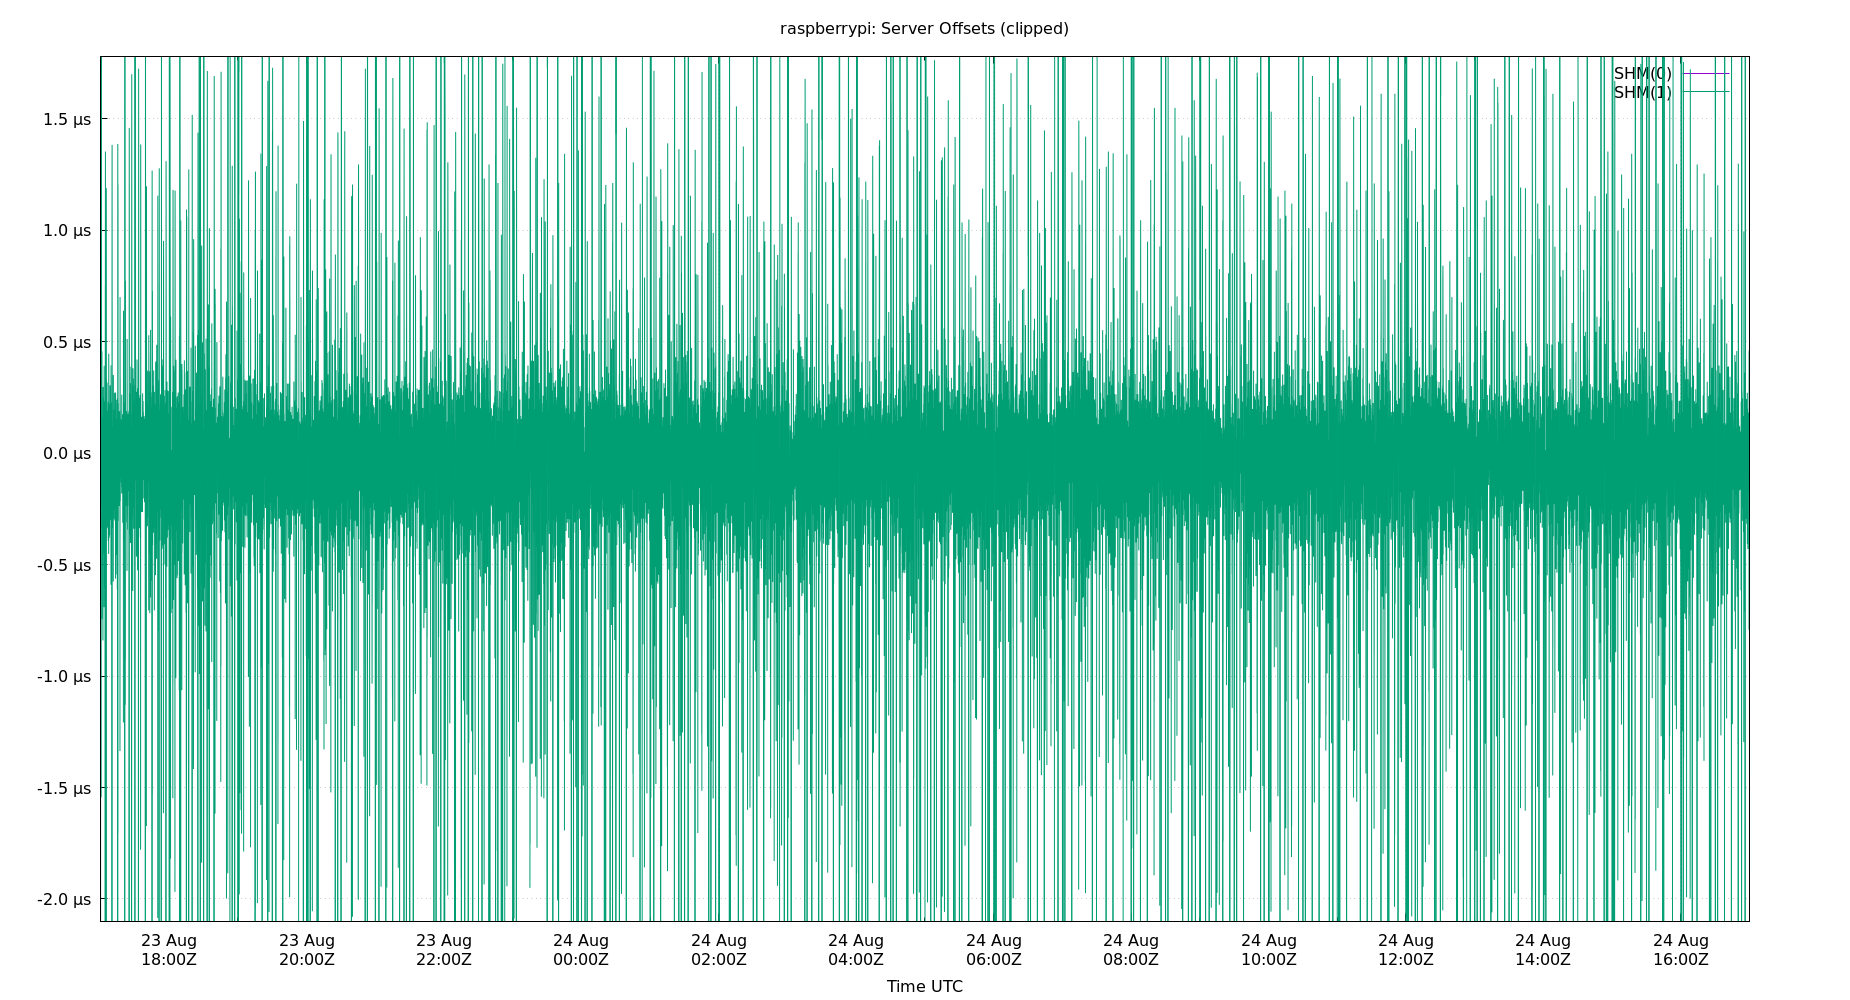 raspberrypi: Server Offsets (clipped)
SHM(0)
SHM(1)
1.5 µs
1.0 µs
0.5 µs
0.0 µs
-0.5 µs
-1.0 µs
-1.5 µs
-2.0 µs
23 Aug 23 Aug 23 Aug 24 Aug 24 Aug 24 Aug 24 Aug 24 Aug 24 Aug 24 Aug 24 Aug 24 Aug
18:00Z 20:00Z 22:00Z 00:00Z 02:00Z 04:00Z 06:00Z 08:00Z 10:00Z 12:00Z 14:00Z 16:00Z
Time UTC